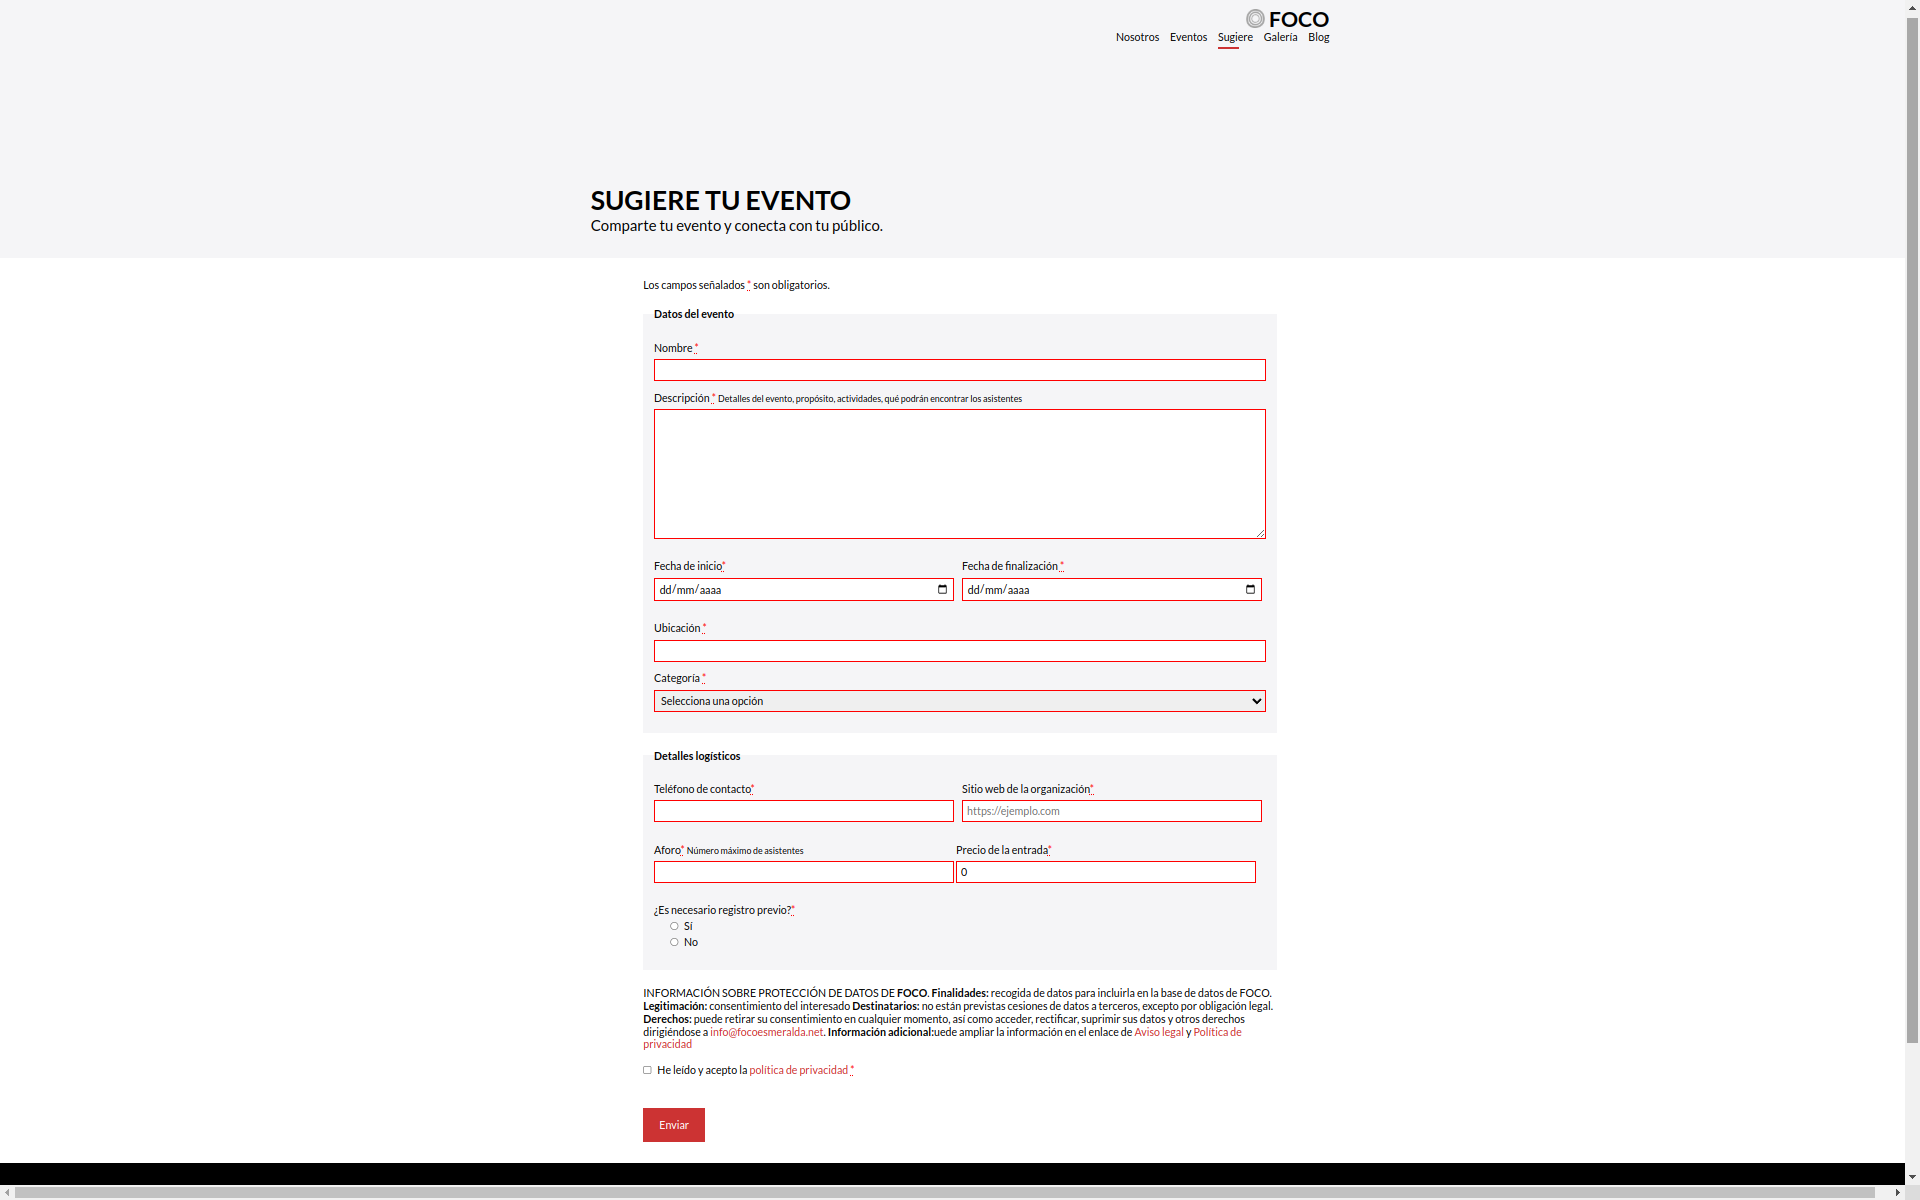 FOCO
Nosotros Eventos Sugiere Galería Blog
SUGIERE TU EVENTO
Comparte tu evento y conecta con tu público.
Los campos señalados * son obligatorios.
Datos del evento
Nombre *
Descripción * Detalles del evento, propósito, actividades, qué podrán encontrar los asistentes
Fecha de inicio* Fecha de finalización *
dd/mm/aaaa dd/mm/aaaa
Ubicación *
Categoría *
Selecciona una opción
Detalles logísticos
Teléfono de contacto* Sitio web de la organización*
https://ejemplo.com
Aforo* Número máximo de asistentes Precio de la entrada*
0
¿Es necesario registro previo?*
Sí
No
INFORMACIÓN SOBRE PROTECCIÓN DE DATOS DE FOCO. Finalidades: recogida de datos para incluirla en la base de datos de FOCO.
Legitimación: consentimiento del interesado Destinatarios: no están previstas cesiones de datos a terceros, excepto por obligación legal.
Derechos: puede retirar su consentimiento en cualquier momento, así como acceder, rectificar, suprimir sus datos y otros derechos
dirigiéndose a info@focoesmeralda.net. Información adicional:uede ampliar la información en el enlace de Aviso legal y Política de
privacidad
He leído y acepto la política de privacidad *
Enviar